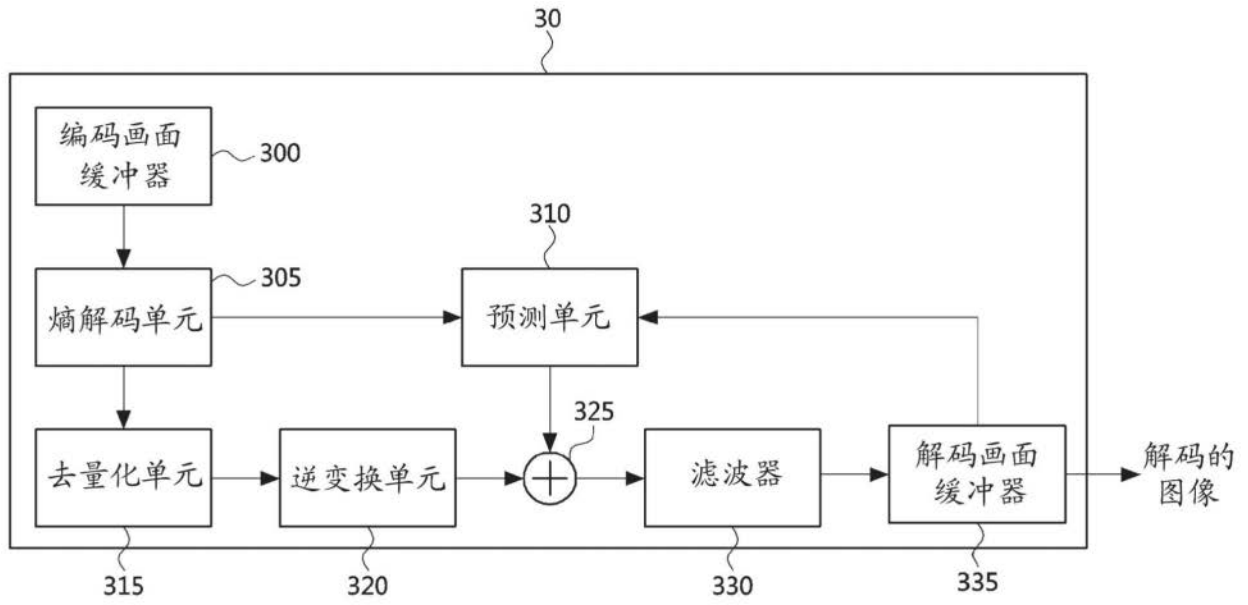 30
编码画面
缓冲器
300
310
305
熵解码单元
预测单元
325
去量化单元
逆变换单元
滤波器
解码画面
缓冲器
解码的
图像
315
320
330
335